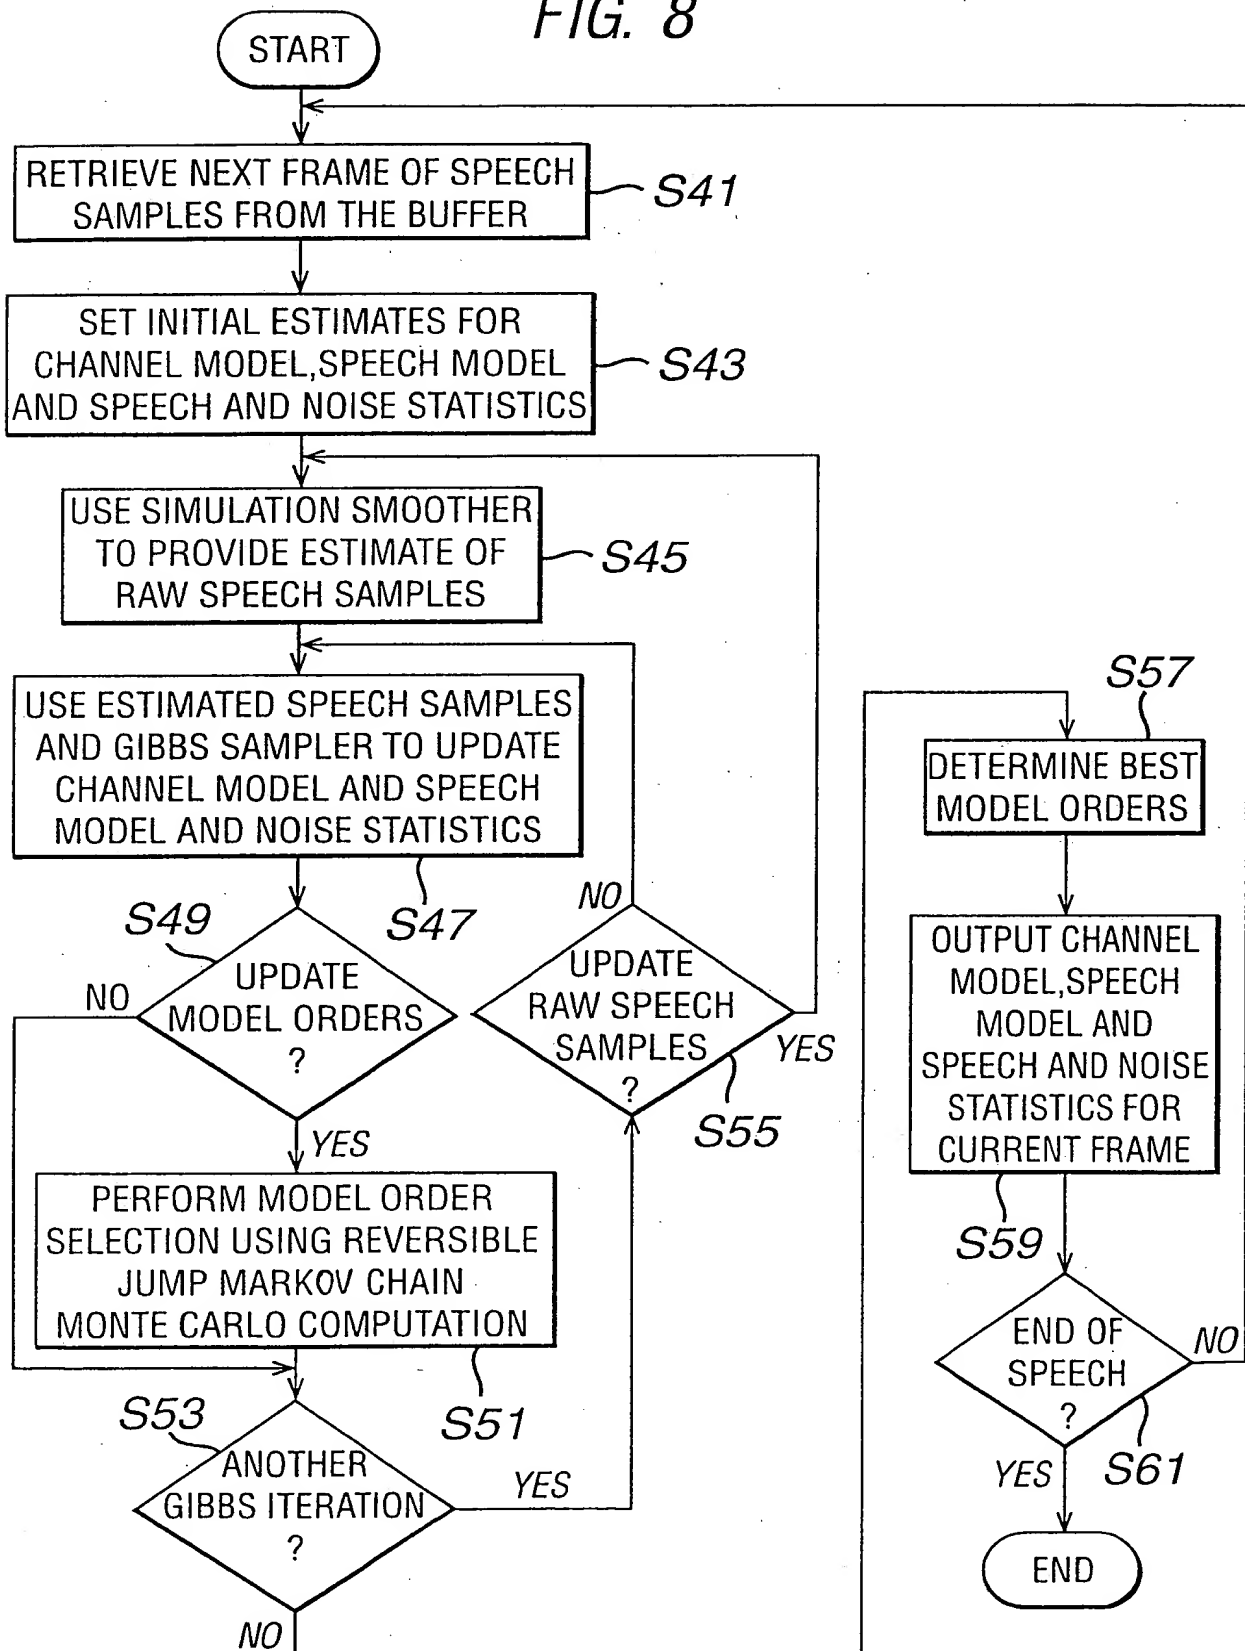 FIG. 8
START
RETRIEVE NEXT FRAME OF SPEECH
SAMPLES FROM THE BUFFER
S41
SET INITIAL ESTIMATES FOR
CHANNEL MODEL,SPEECH MODEL
AND SPEECH AND NOISE STATISTICS
S43
USE SIMULATION SMOOTHER
TO PROVIDE ESTIMATE OF
RAW SPEECH SAMPLES
S45
USE ESTIMATED SPEECH SAMPLES
AND GIBBS SAMPLER TO UPDATE
CHANNEL MODEL AND SPEECH
MODEL AND NOISE STATISTICS
S47
S49
UPDATE
MODEL ORDERS
?
NO
YES
PERFORM MODEL ORDER
SELECTION USING REVERSIBLE
JUMP MARKOV CHAIN
MONTE CARLO COMPUTATION
S51
S53
ANOTHER
GIBBS ITERATION
?
YES
NO
NO
UPDATE
RAW SPEECH
SAMPLES
?
YES
S55
S57
DETERMINE BEST
MODEL ORDERS
OUTPUT CHANNEL
MODEL,SPEECH
MODEL AND
SPEECH AND NOISE
STATISTICS FOR
CURRENT FRAME
S59
END OF
SPEECH
?
NO
S61
YES
END